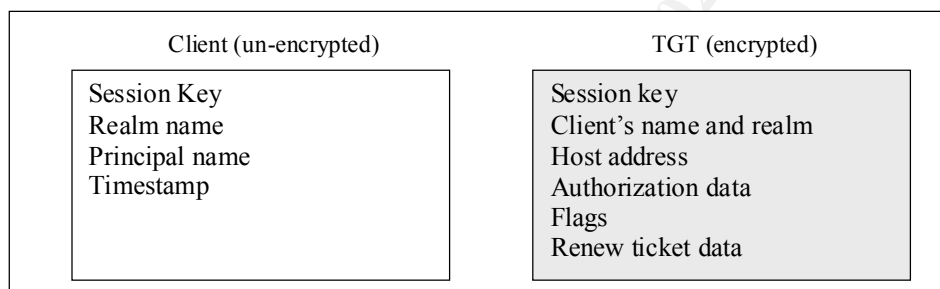 Client (un-encrypted)
Session Key
Realm name
Principal name
Timestamp
TGT (encrypted)
Session key
Client's name and realm
Host address
Authorization data
Flags
Renew ticket data